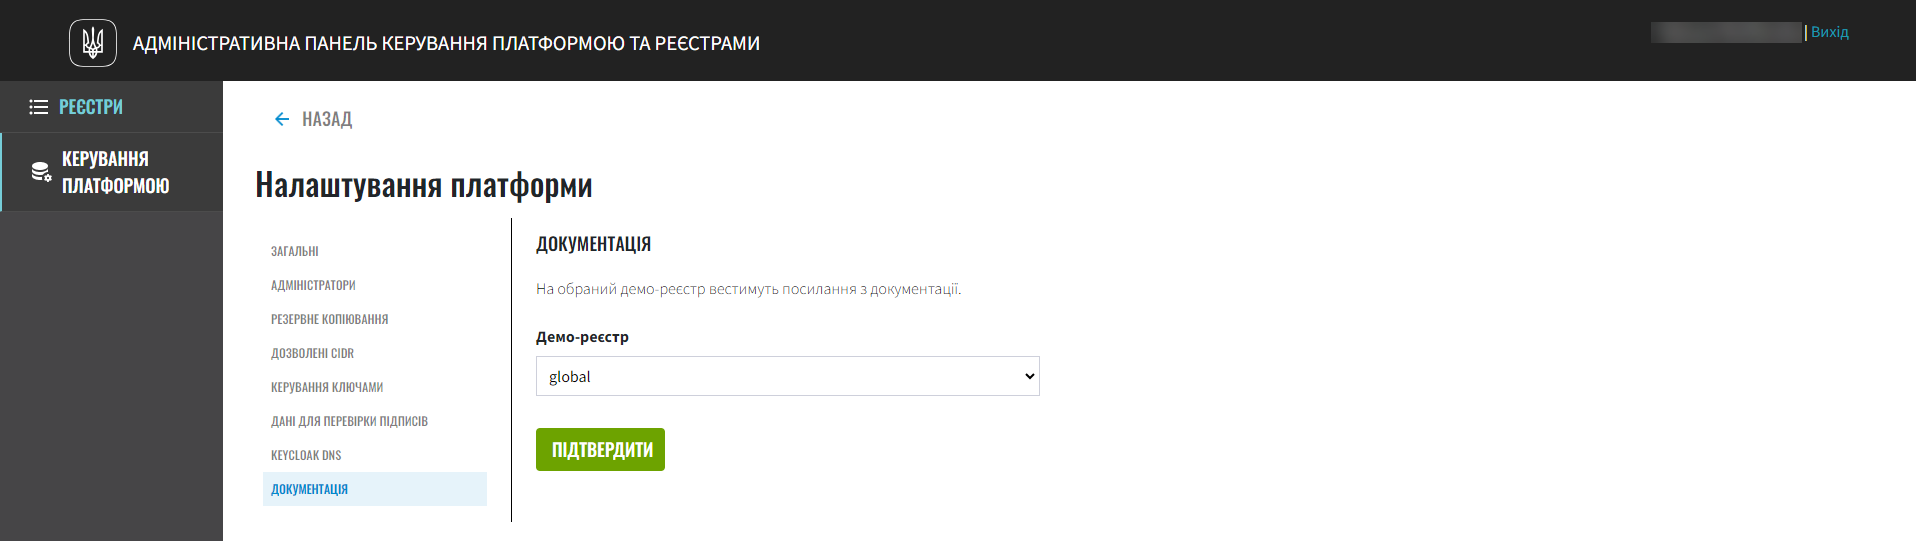 АДМІНІСТРАТИВНА ПАНЕЛЬ КЕРУВАННЯ ПЛАТФОРМОЮ ТА РЕЄСТРАМИ
| Вихід
РЕЄСТРИ
КЕРУВАННЯ
ПЛАТФОРМОЮ
НАЗАД
Налаштування платформи
ЗАГАЛЬНІ
АДМІНІСТРАТОРИ
РЕЗЕРВНЕ КОПІЮВАННЯ
ДОЗВОЛЕНІ CIDR
КЕРУВАННЯ КЛЮЧАМИ
ДАНІ ДЛЯ ПЕРЕВІРКИ ПІДПИСІВ
KEYCLOAK DNS
ДОКУМЕНТАЦІЯ
ДОКУМЕНТАЦІЯ
На обраний демо-реєстр вестимуть посилання з документації.
Демо-реєстр
global
ПІДТВЕРДИТИ